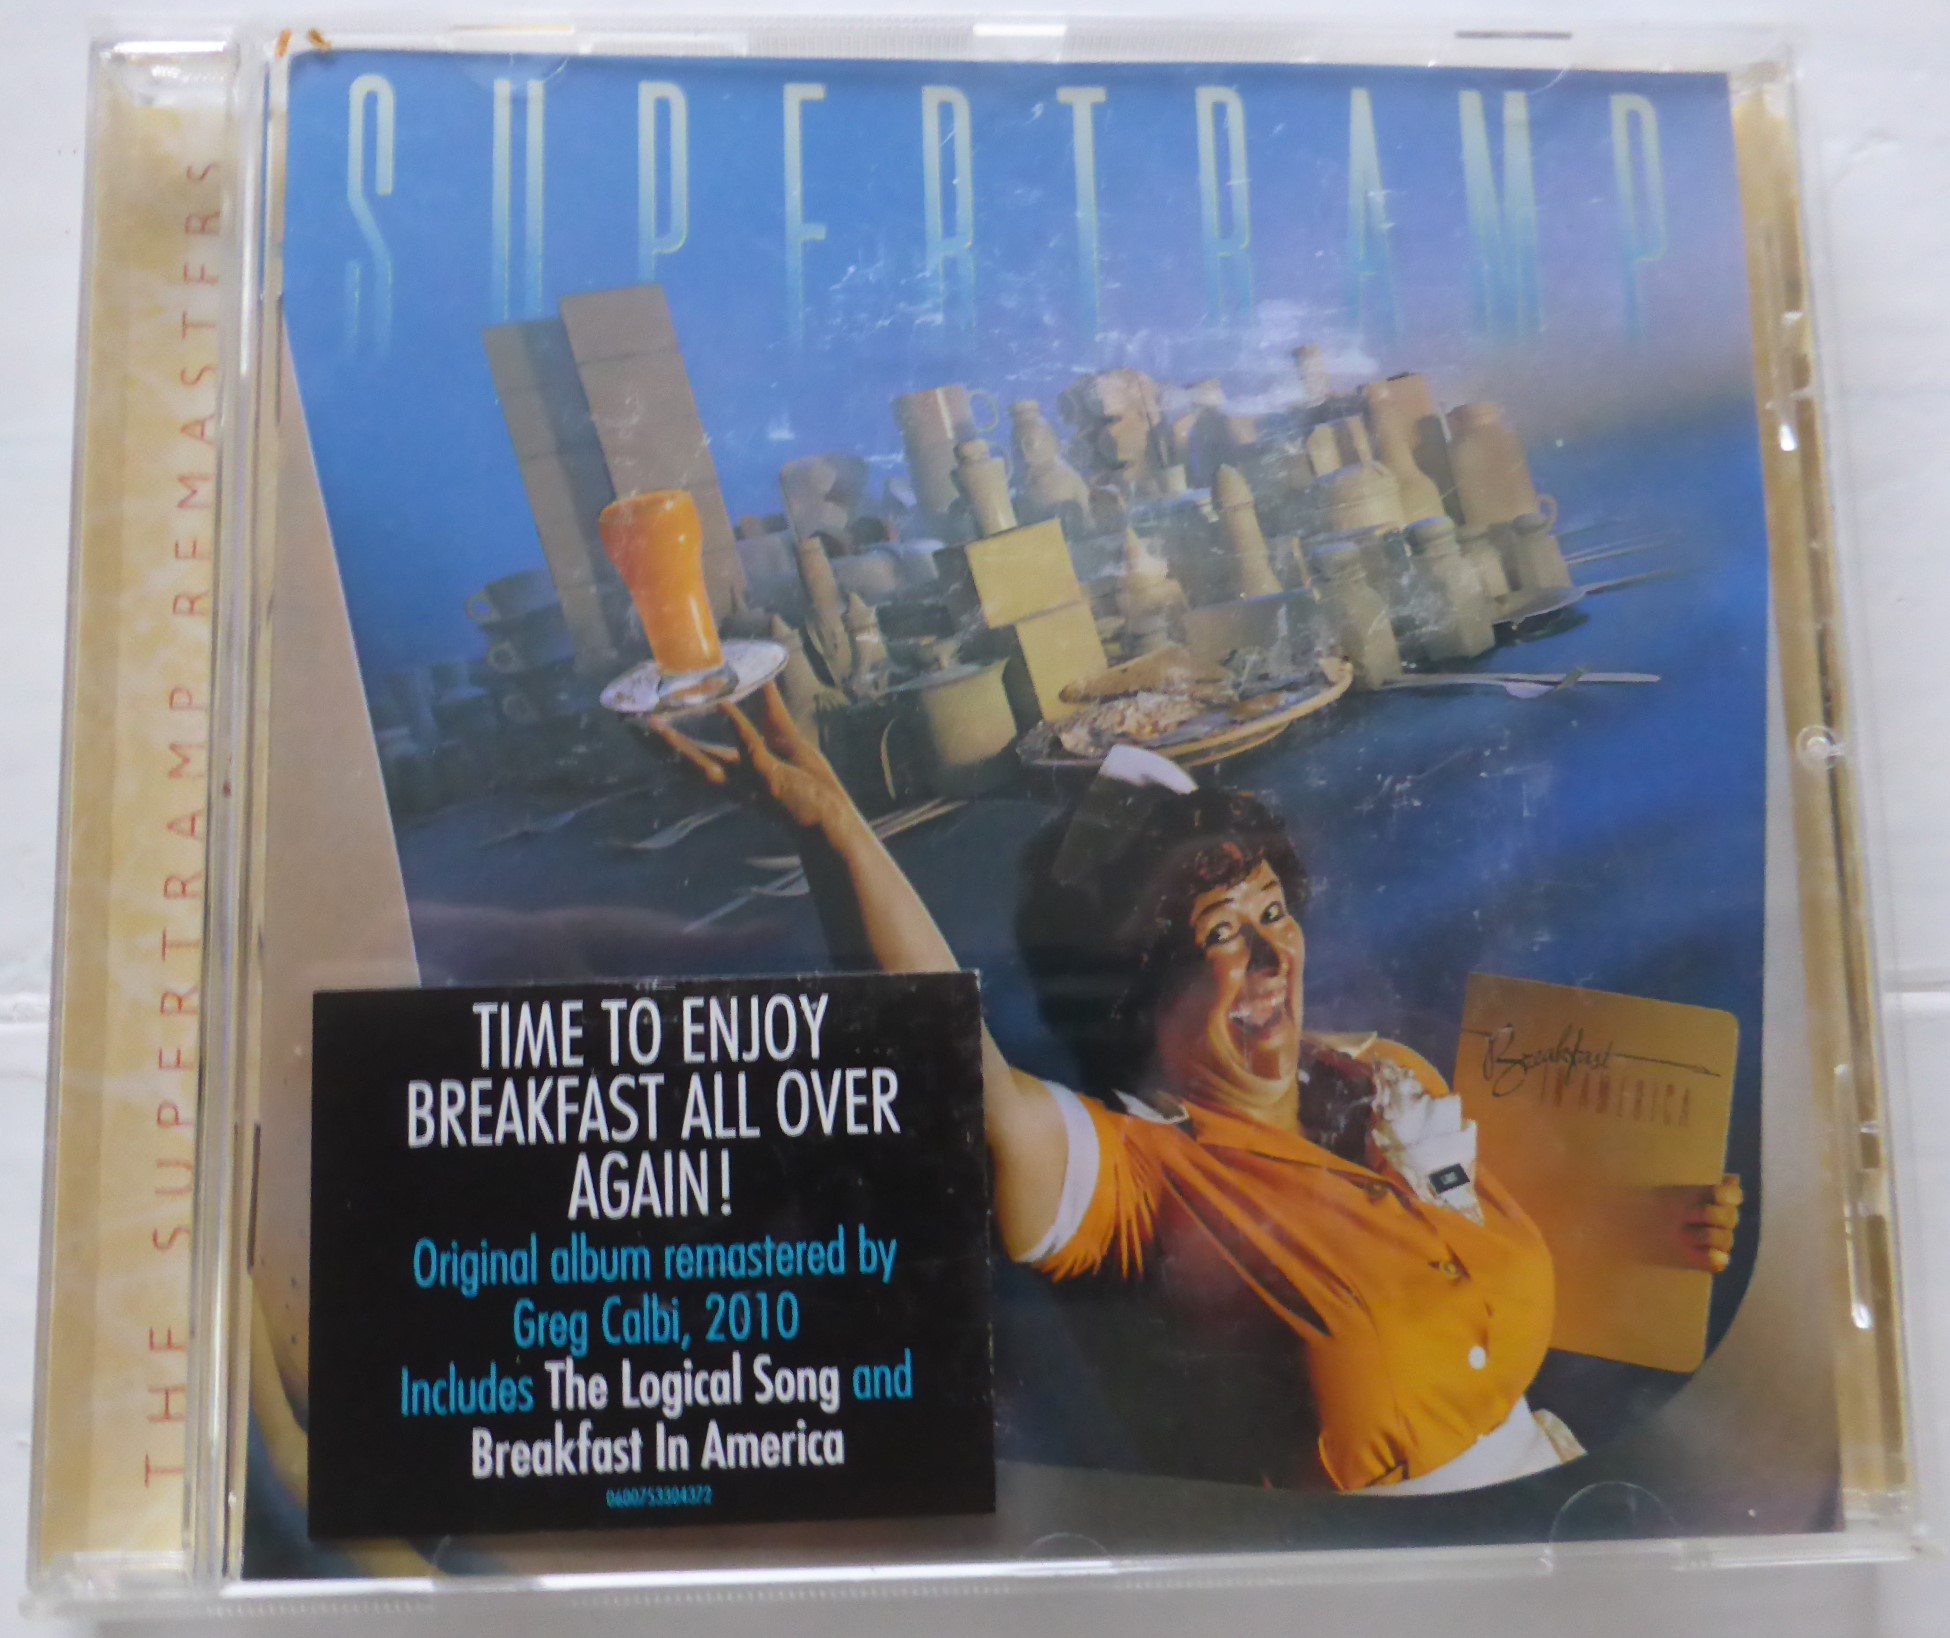 THE SUPERTRAMP REMASTERS
SUPERTRAMP
Breakfast
IN AMERICA
TIME TO ENJOY
BREAKFAST ALL OVER
AGAIN!
Original album remastered by
Greg Calbi, 2010
Includes The Logical Song and
Breakfast In America
0600753304372